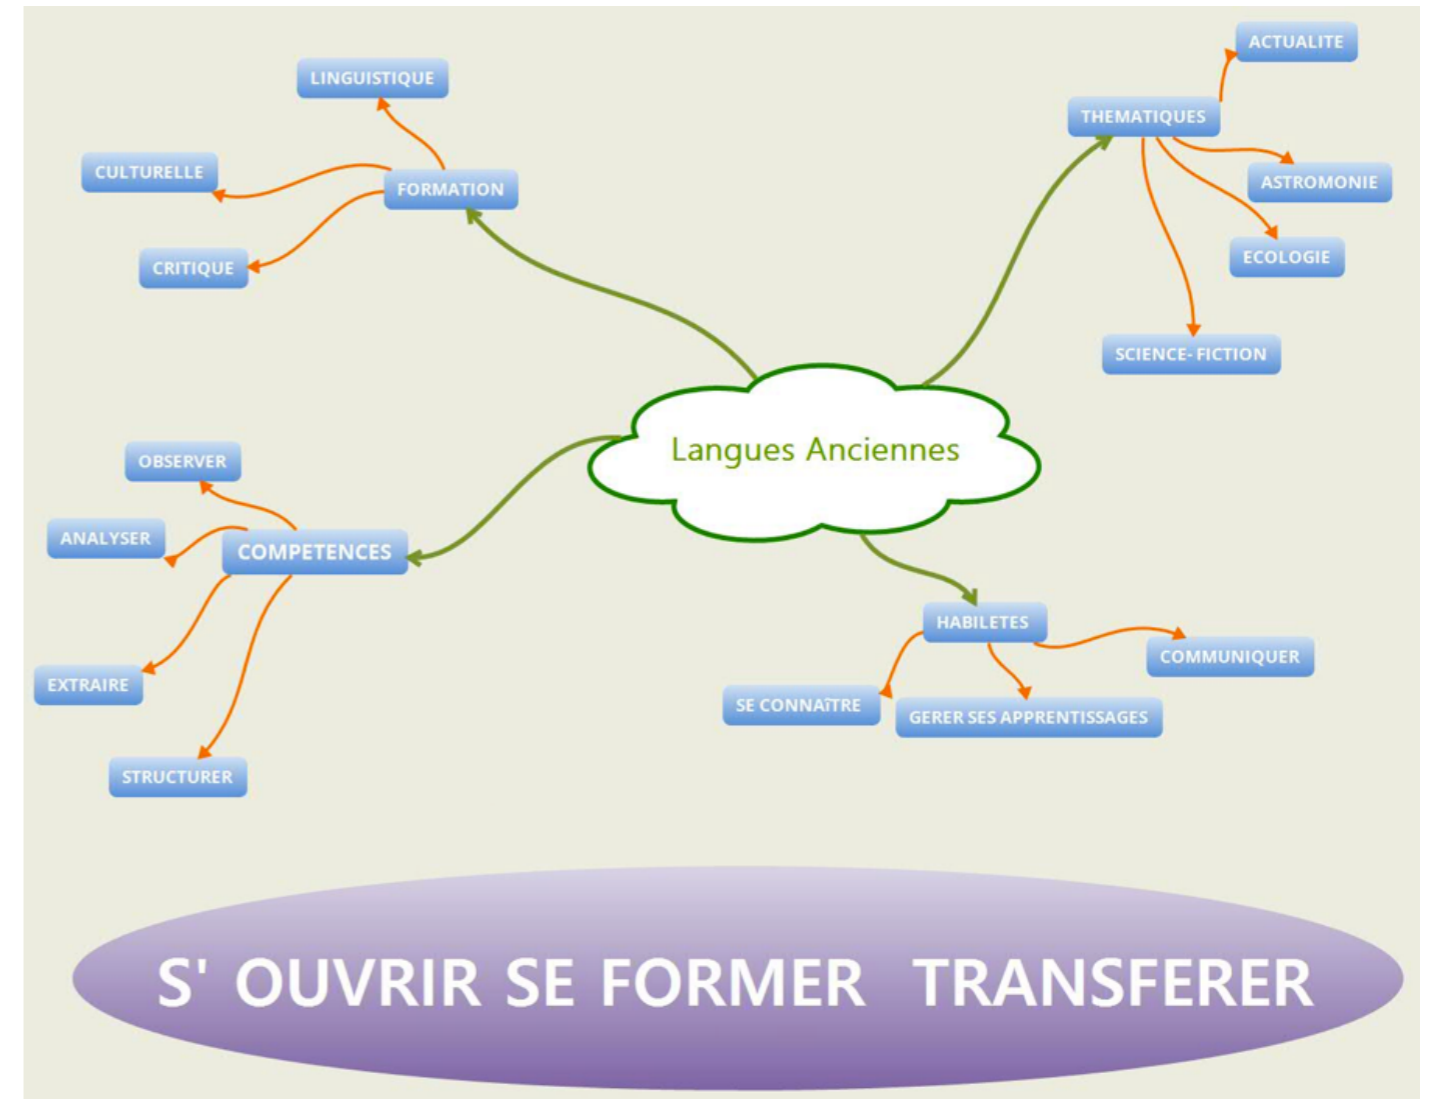 ACTUALITE
LINGUISTIQUE
THEMATIQUES
CULTURELLE
FORMATION
ASTROMONIE
CRITIQUE
ECOLOGIE
SCIENCE- FICTION
Langues Anciennes
OBSERVER
ANALYSER
COMPETENCES
HABILETES
COMMUNIQUER
EXTRAIRE
SE CONNAîTRE
GERER SES APPRENTISSAGES
STRUCTURER
S' OUVRIR SE FORMER TRANSFERER